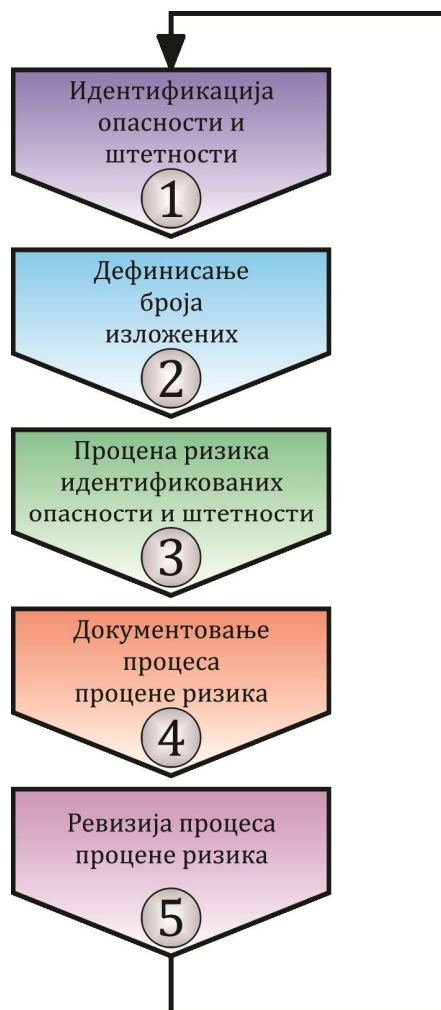 Идентификација
опасности и
штетности
1
Дефинисање
броја
изложених
2
Процена ризика
идентификованих
опасности и штетности
3
Документовање
процеса
процене ризика
4
Ревизија процеса
процене ризика
5